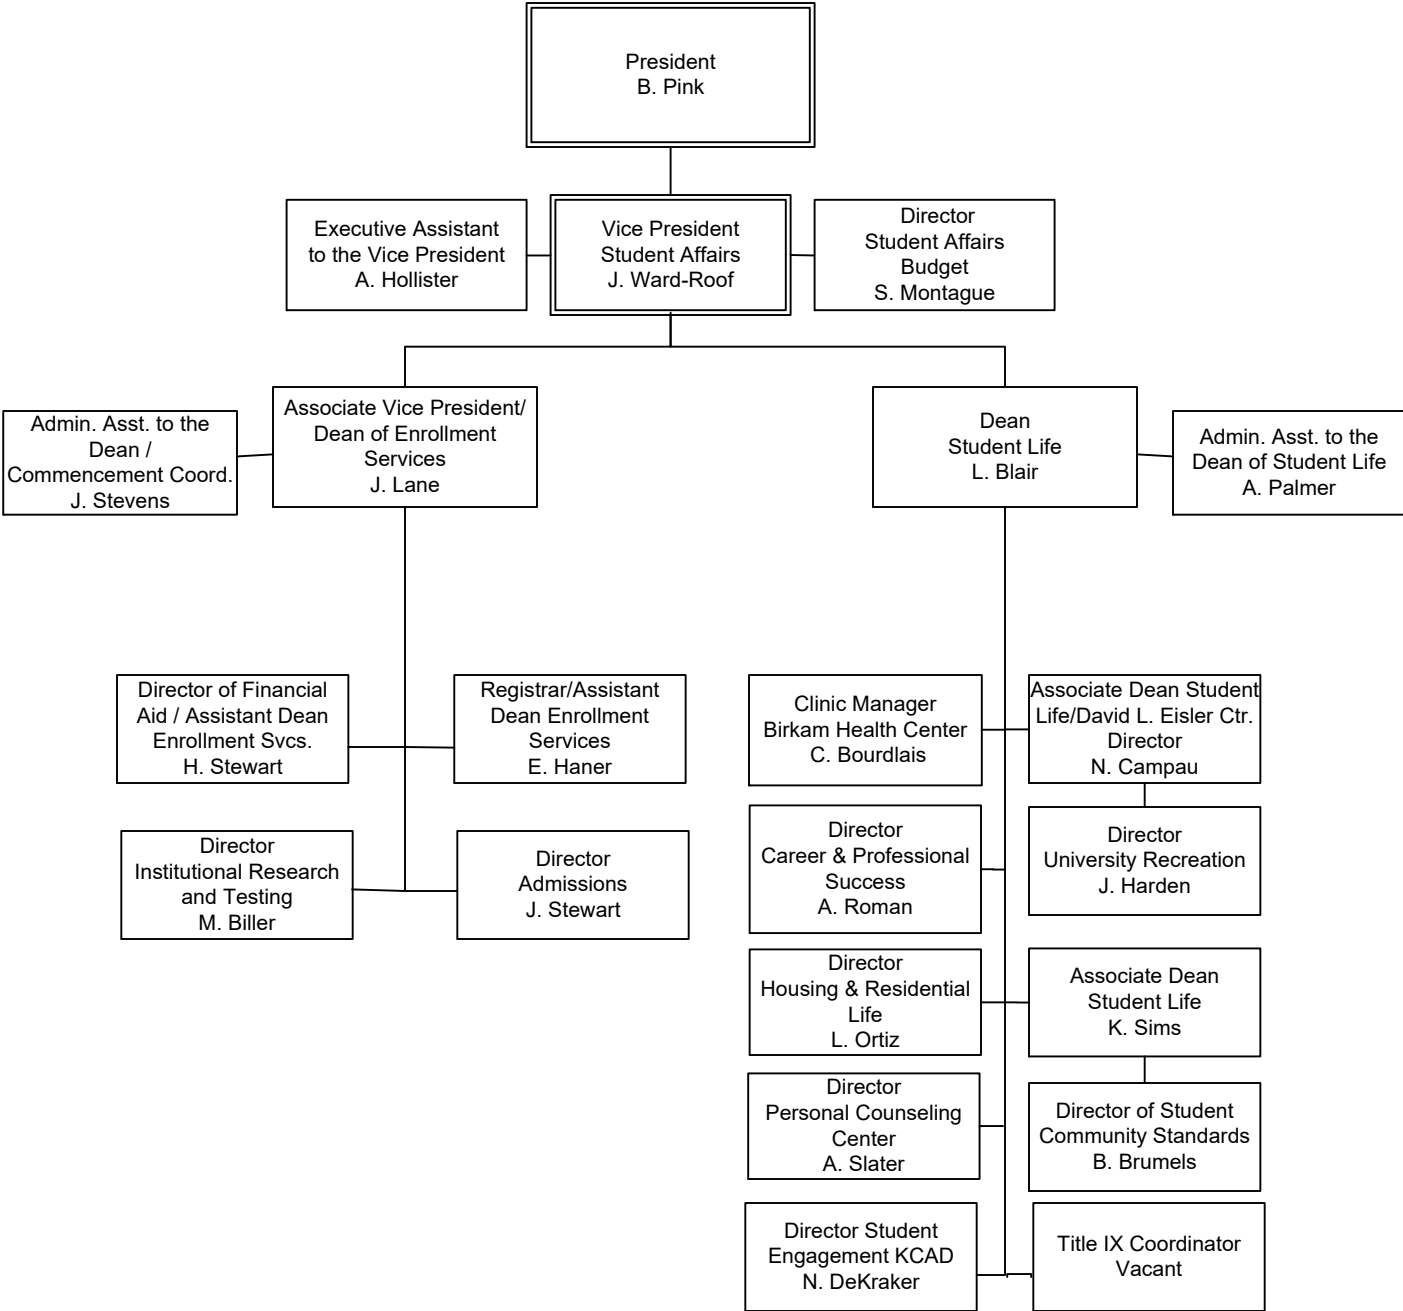 President
B. Pink
Executive Assistant
to the Vice President
A. Hollister
Vice President
Student Affairs
J. Ward-Roof
Director
Student Affairs
Budget
S. Montague
Admin. Asst. to the
Dean /
Commencement Coord.
J. Stevens
Associate Vice President/
Dean of Enrollment
Services
J. Lane
Dean
Student Life
L. Blair
Admin. Asst. to the
Dean of Student Life
A. Palmer
Director of Financial
Aid / Assistant Dean
Enrollment Svcs.
H. Stewart
Registrar/Assistant
Dean Enrollment
Services
E. Haner
Director
Institutional Research
and Testing
M. Biller
Director
Admissions
J. Stewart
Clinic Manager
Birkam Health Center
C. Bourdlais
Associate Dean Student
Life/David L. Eisler Ctr.
Director
N. Campau
Director
Career & Professional
Success
A. Roman
Director
University Recreation
J. Harden
Director
Housing & Residential
Life
L. Ortiz
Associate Dean
Student Life
K. Sims
Director
Personal Counseling
Center
A. Slater
Director of Student
Community Standards
B. Brumels
Director Student
Engagement KCAD
N. DeKraker
Title IX Coordinator
Vacant